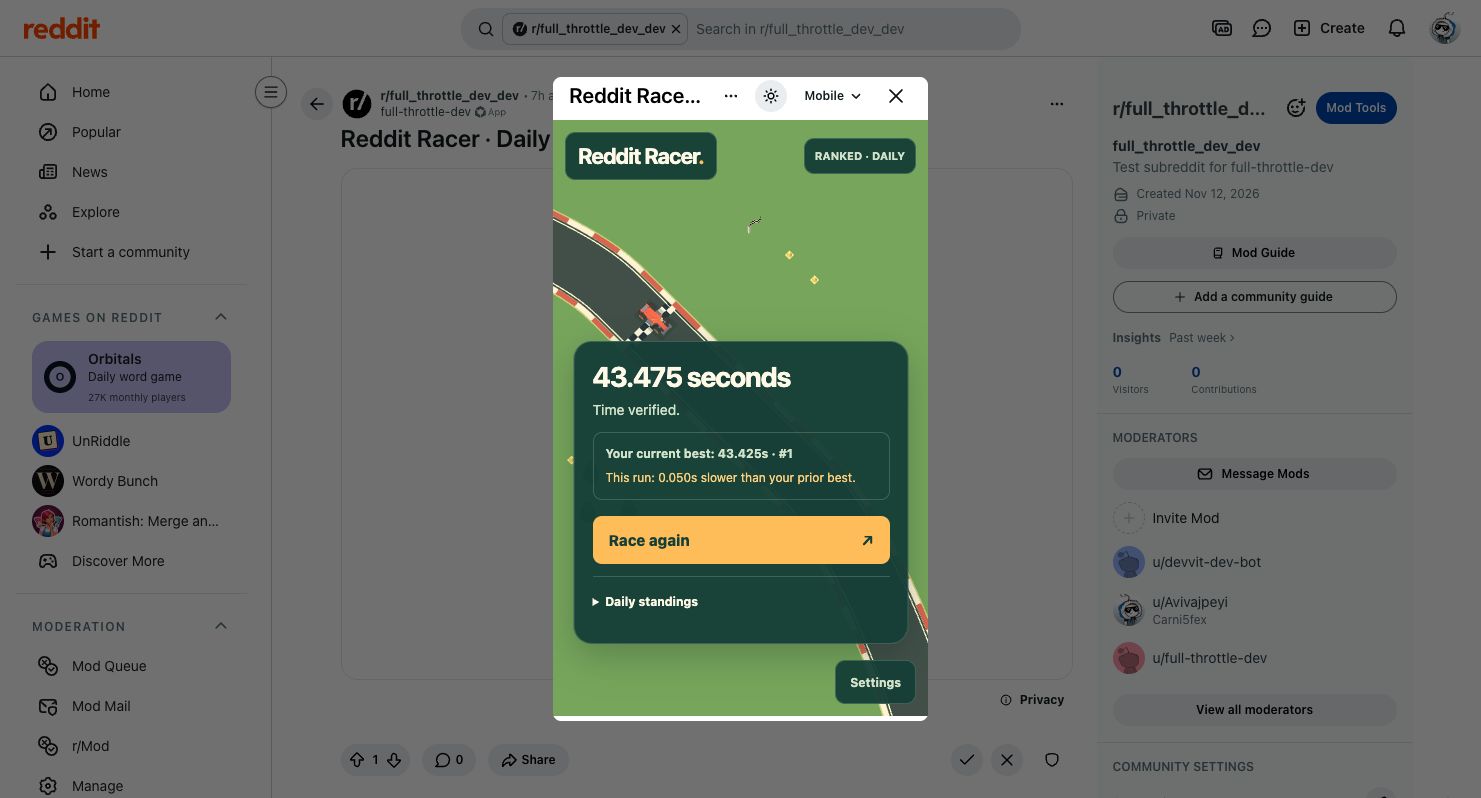 reddit
r/full_throttle_dev_dev
Search in r/full_throttle_dev_dev
AD
Create
Home
Popular
News
Explore
Start a community
GAMES ON REDDIT
Orbitals
Daily word game
27K monthly players
UnRiddle
Wordy Bunch
Romantish: Merge an...
Discover More
MODERATION
Mod Queue
Mod Mail
r/Mod
Manage
r/full_throttle_dev_dev • 7h a
full-throttle-dev App
Reddit Racer · Daily
Reddit Race...
Mobile
Reddit Racer.
RANKED · DAILY
43.475 seconds
Time verified.
Your current best: 43.425s · #1
This run: 0.050s slower than your prior best.
Race again
Daily standings
Settings
Privacy
1
0
Share
r/full_throttle_d...
Mod Tools
full_throttle_dev_dev
Test subreddit for full-throttle-dev
Created Nov 12, 2026
Private
Mod Guide
Add a community guide
Insights Past week
0
0
Visitors
Contributions
MODERATORS
Message Mods
Invite Mod
u/devvit-dev-bot
u/Avivajpeyi
Carni5fex
u/full-throttle-dev
View all moderators
COMMUNITY SETTINGS